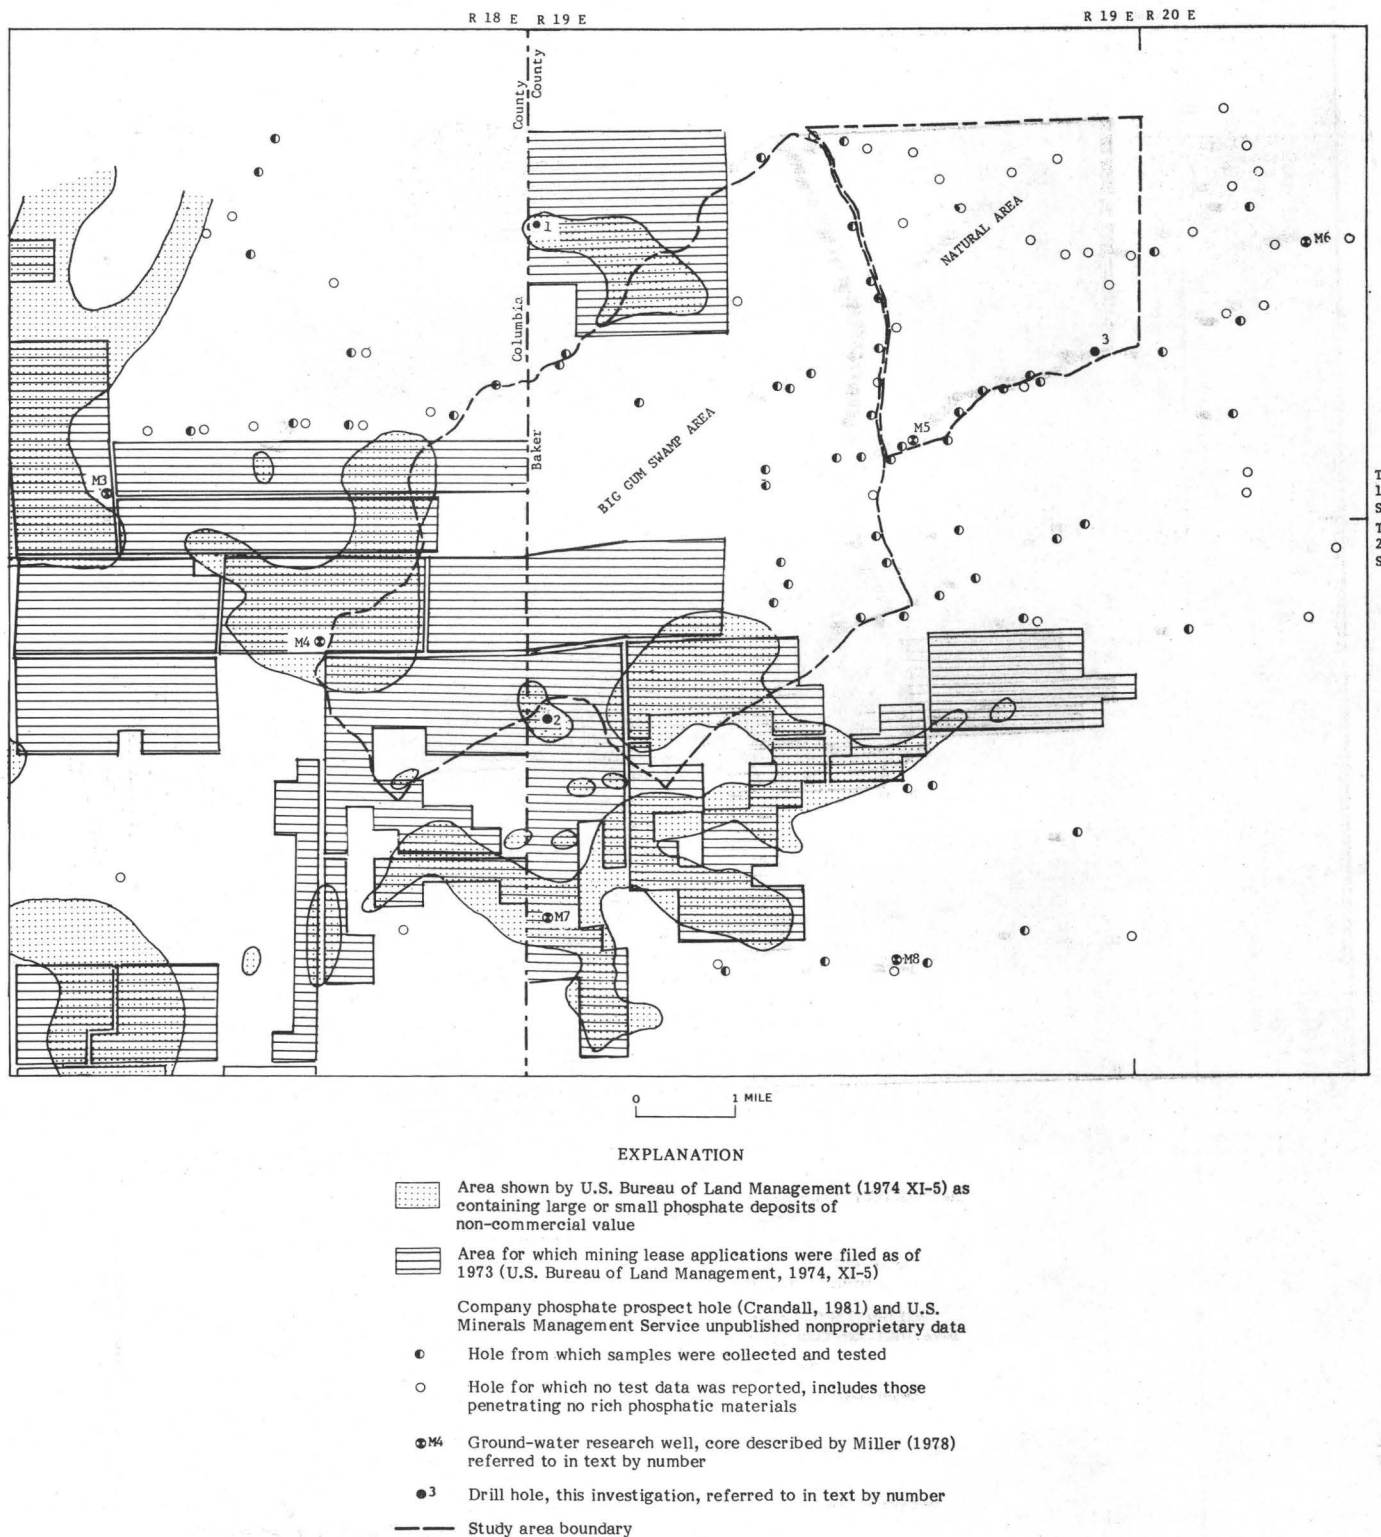 R 18 E R 19 E
R 19 E R 20 E
County
County
Columbia
Baker
1
NATURAL AREA
M6
3
M5
BIG GUM SWAMP AREA
M3
T
1
S
T
2
S
M4
2
M7
M8
0 1 MILE
EXPLANATION
Area shown by U.S. Bureau of Land Management (1974 XI-5) as
containing large or small phosphate deposits of
non-commercial value
Area for which mining lease applications were filed as of
1973 (U.S. Bureau of Land Management, 1974, XI-5)
Company phosphate prospect hole (Crandall, 1981) and U.S.
Minerals Management Service unpublished nonproprietary data
Hole from which samples were collected and tested
Hole for which no test data was reported, includes those
penetrating no rich phosphatic materials
M4 Ground-water research well, core described by Miller (1978)
referred to in text by number
3 Drill hole, this investigation, referred to in text by number
Study area boundary